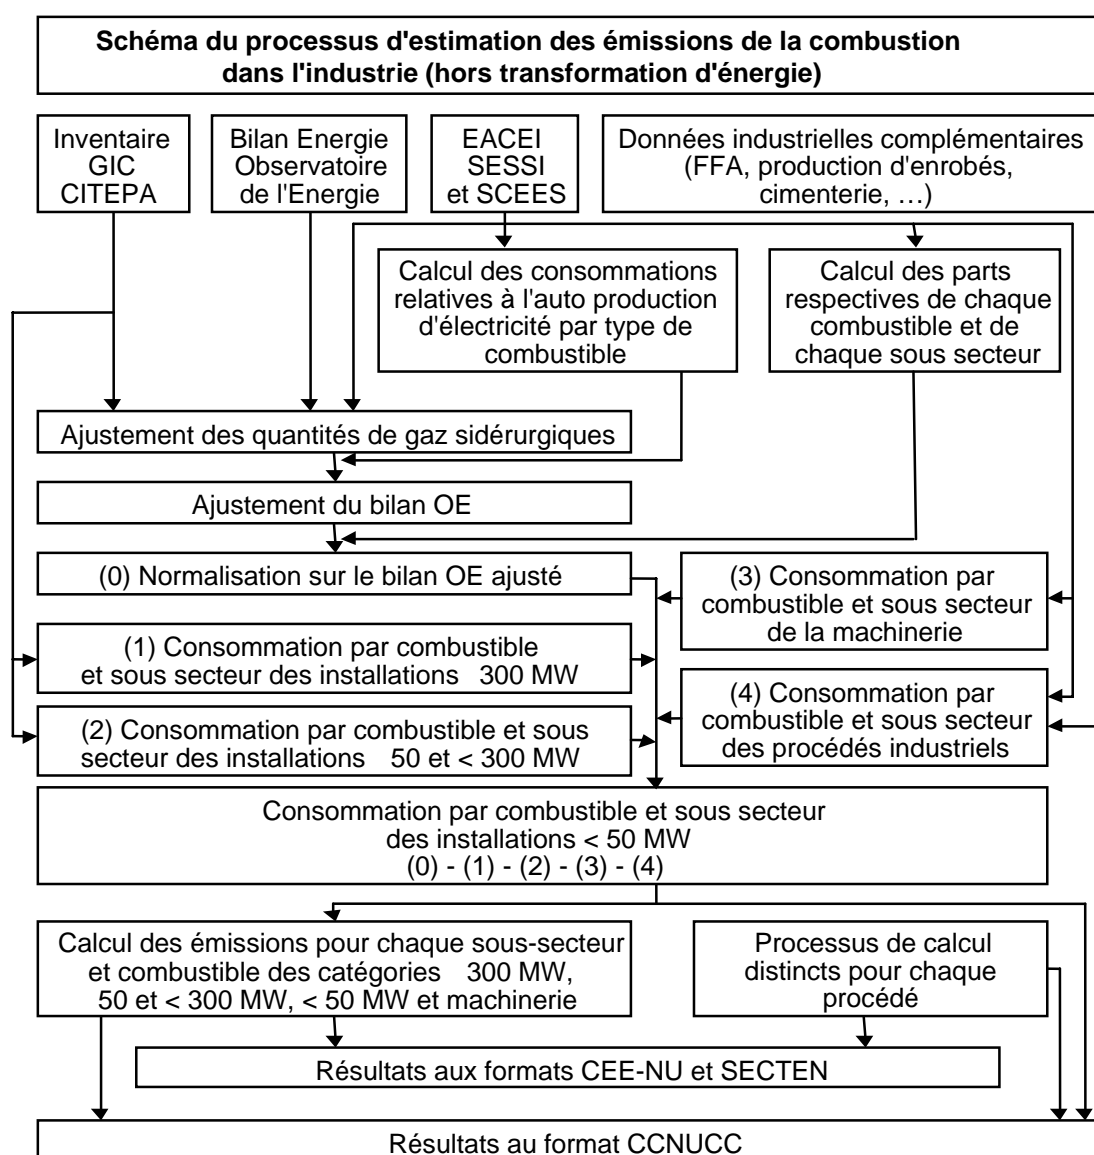 Schéma du processus d'estimation des émissions de la combustion
dans l'industrie (hors transformation d'énergie)
Inventaire
GIC
CITEPA
Bilan Energie
Observatoire
de l'Energie
EACEI
SESSI
et SCEES
Données industrielles complémentaires
(FFA, production d'enrobés,
cimenterie, …)
Calcul des consommations
relatives à l'auto production
d'électricité par type de
combustible
Calcul des parts
respectives de chaque
combustible et de
chaque sous secteur
Ajustement des quantités de gaz sidérurgiques
Ajustement du bilan OE
(0) Normalisation sur le bilan OE ajusté
(3) Consommation par
combustible et sous secteur
de la machinerie
(1) Consommation par combustible
et sous secteur des installations 300 MW
(4) Consommation par
combustible et sous secteur
des procédés industriels
(2) Consommation par combustible et sous
secteur des installations 50 et < 300 MW
Consommation par combustible et sous secteur
des installations < 50 MW
(0) - (1) - (2) - (3) - (4)
Calcul des émissions pour chaque sous-secteur
et combustible des catégories 300 MW,
50 et < 300 MW, < 50 MW et machinerie
Processus de calcul
distincts pour chaque
procédé
Résultats aux formats CEE-NU et SECTEN
Résultats au format CCNUCC